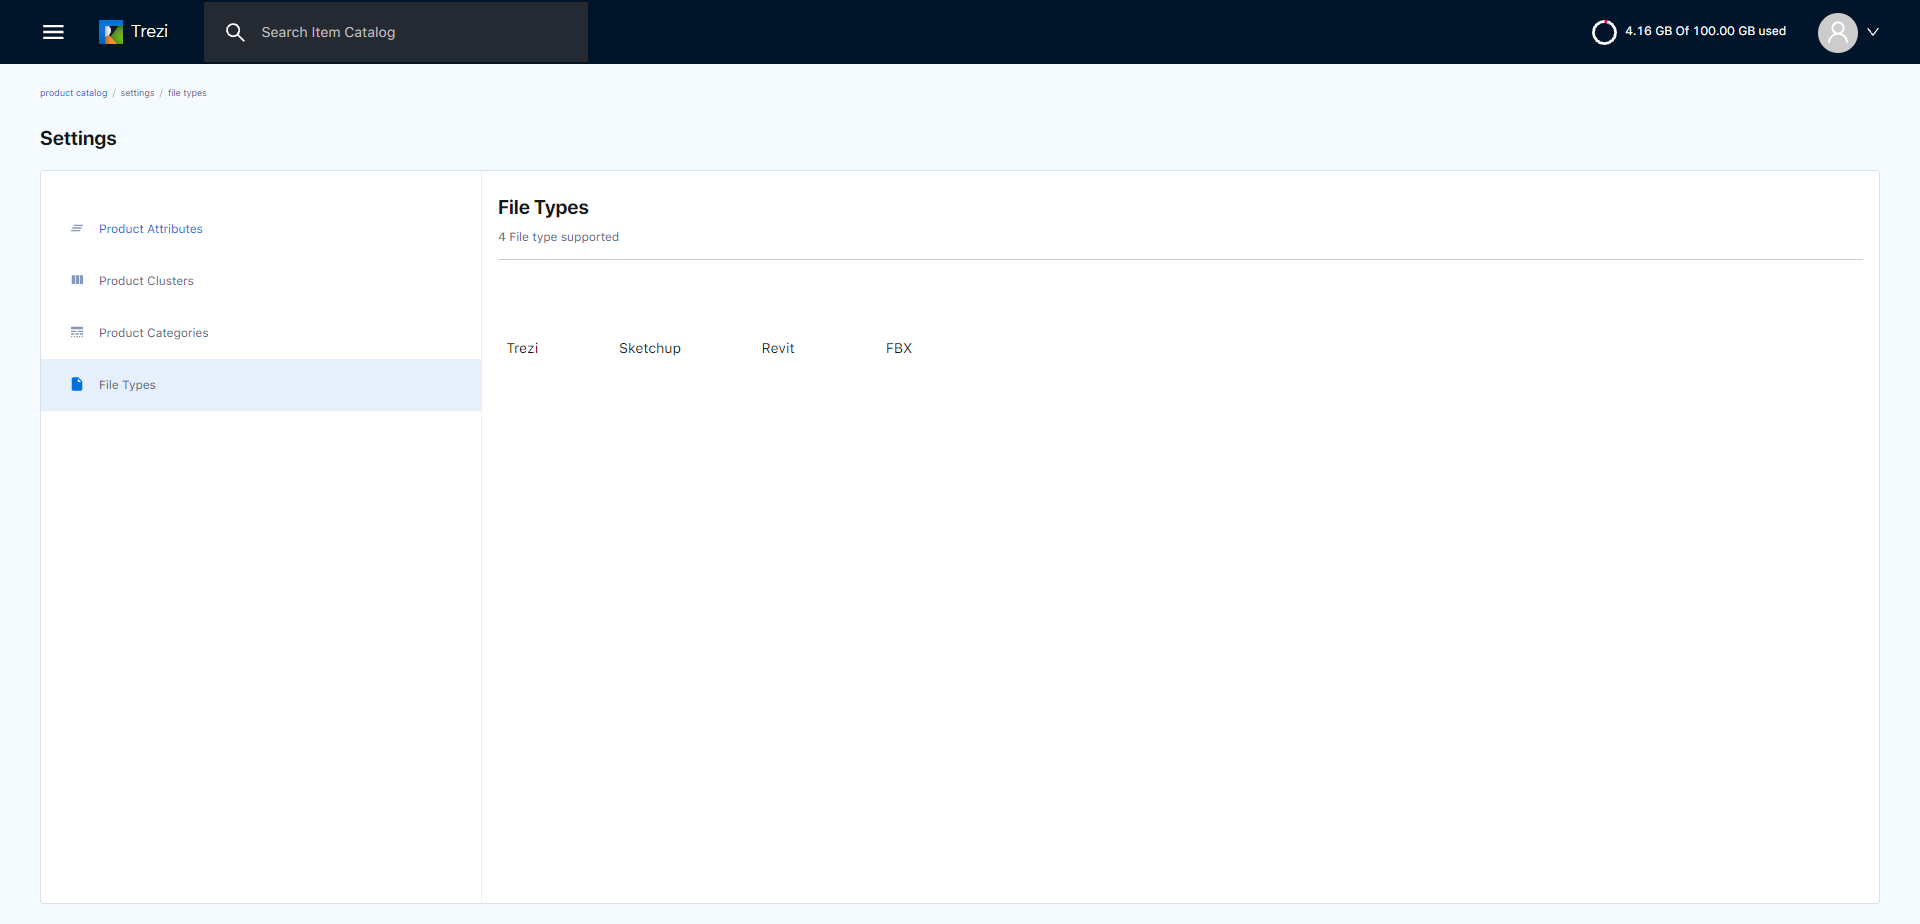 Trezi
Search Item Catalog
4.16 GB Of 100.00 GB used
product catalog / settings / file types
Settings
Product Attributes
Product Clusters
Product Categories
File Types
File Types
4 File type supported
Trezi Sketchup Revit FBX